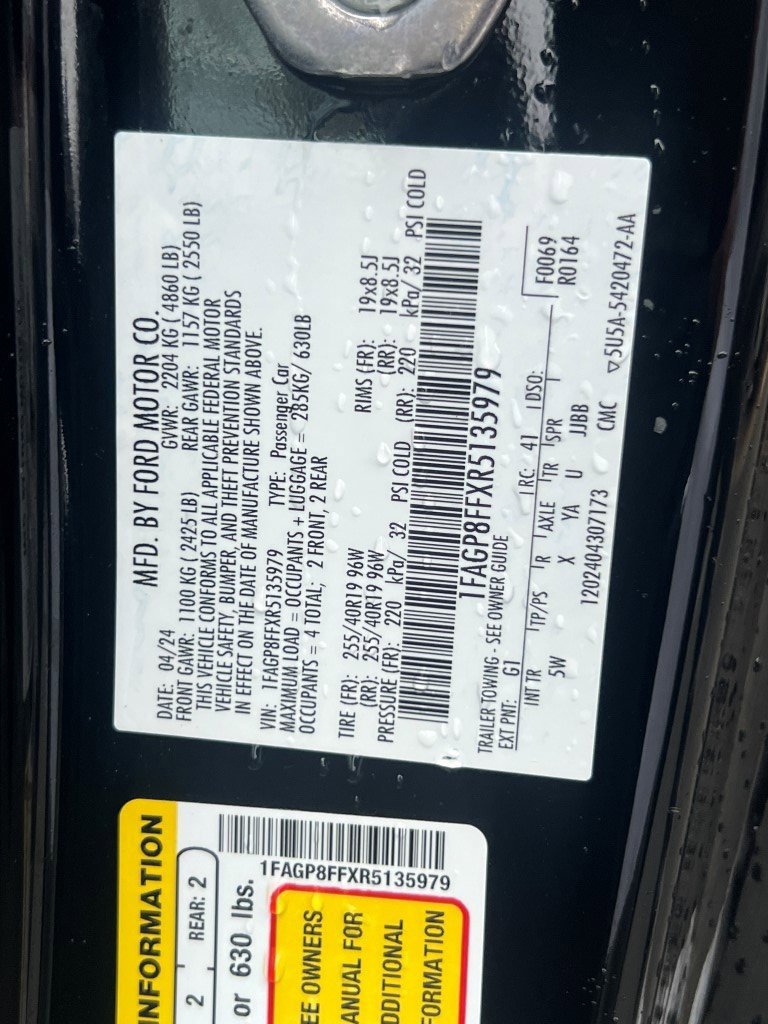 MFD. BY FORD MOTOR CO.
DATE: 04/24 GVWR: 2204 KG ( 4860 LB)
FRONT GAWR: 1100 KG ( 2425 LB) REAR GAWR: 1157 KG ( 2550 LB)
THIS VEHICLE CONFORMS TO ALL APPLICABLE FEDERAL MOTOR
VEHICLE SAFETY, BUMPER, AND THEFT PREVENTION STANDARDS
IN EFFECT ON THE DATE OF MANUFACTURE SHOWN ABOVE.
VIN: 1FAGP8FFXR5135979 TYPE: Passenger Car
MAXIMUM LOAD = OCCUPANTS + LUGGAGE = 285KG/ 630LB
OCCUPANTS = 4 TOTAL; 2 FRONT, 2 REAR
TIRE (FR): 255/40R19 96W RIMS (FR): 19x8.5J
(RR): 255/40R19 96W (RR): 19x8.5J
PRESSURE (FR): 220 kPa/ 32 PSI COLD (RR): 220 kPa/ 32 PSI COLD
1FAGP8FFXR5135979
TRAILER TOWING - SEE OWNER GUIDE
EXT PNT: G1 RC: 41 DSO: F0069
INT TR TP/PS R AXLE TR SPR R0164
5W X YA U JJBB
1202404307173 CMC ▽5U5A-5420472-AA
INFORMATION
2 REAR: 2
or 630 lbs.
1FAGP8FFXR5135979
EE OWNERS
ANUAL FOR
DDITIONAL
FORMATION